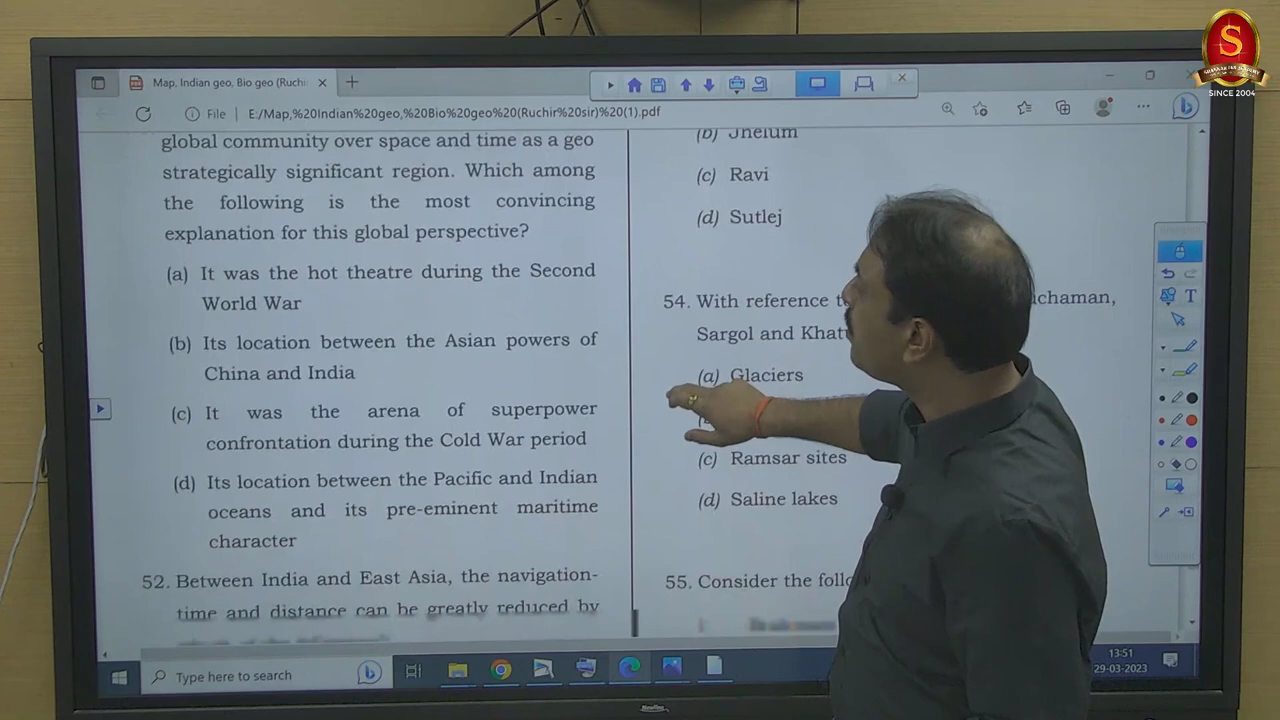 S
SHANKAR IAS ACADEMY
SINCE 2004
Map, Indian geo, Bio geo (Ruchi
File
E:/Map,%20Indian%20geo,%20Bio%20geo%20(Ruchir%20sir)%20(1).pdf
global community over space and time as a geo
strategically significant region. Which among
the following is the most convincing
explanation for this global perspective?
(a) It was the hot theatre during the Second
World War
(b) Its location between the Asian powers of
China and India
(c) It was the arena of superpower
confrontation during the Cold War period
(d) Its location between the Pacific and Indian
oceans and its pre-eminent maritime
character
52. Between India and East Asia, the navigation-
time and distance can be greatly reduced by
(b) Jhelum
(c) Ravi
(d) Sutlej
54. With reference
Sargol and
(a) Glaciers
(c) Ramsar sites
(d) Saline lakes
55. Consider the
T
Type here to search
13:51
29-03-2023